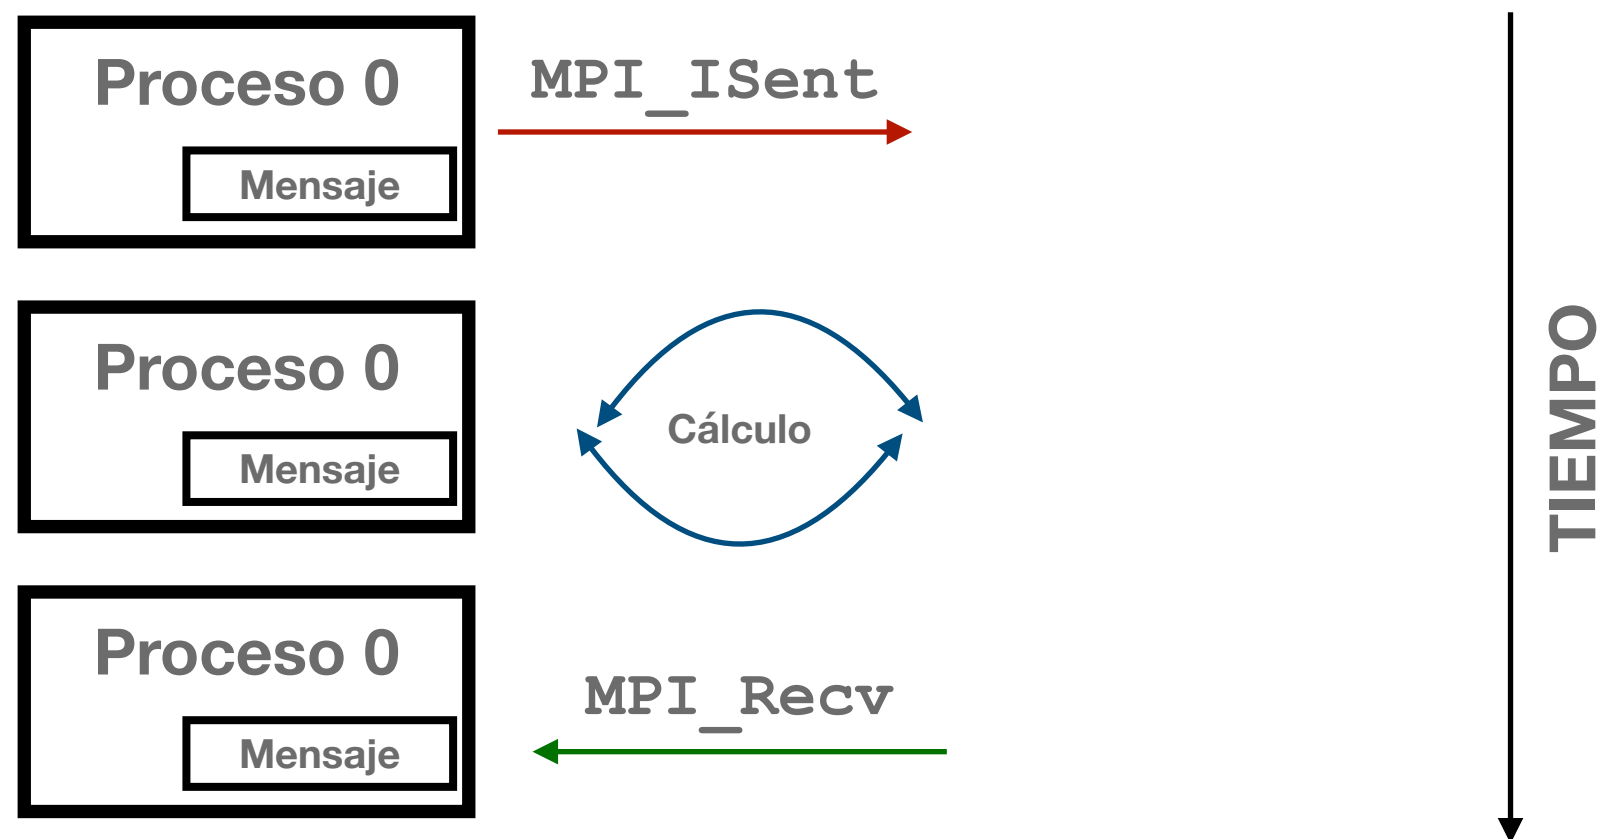 Proceso 0
MPI_ISent
Mensaje
Proceso 0
Cálculo
Mensaje
TIEMPO
Proceso 0
MPI_Recv
Mensaje